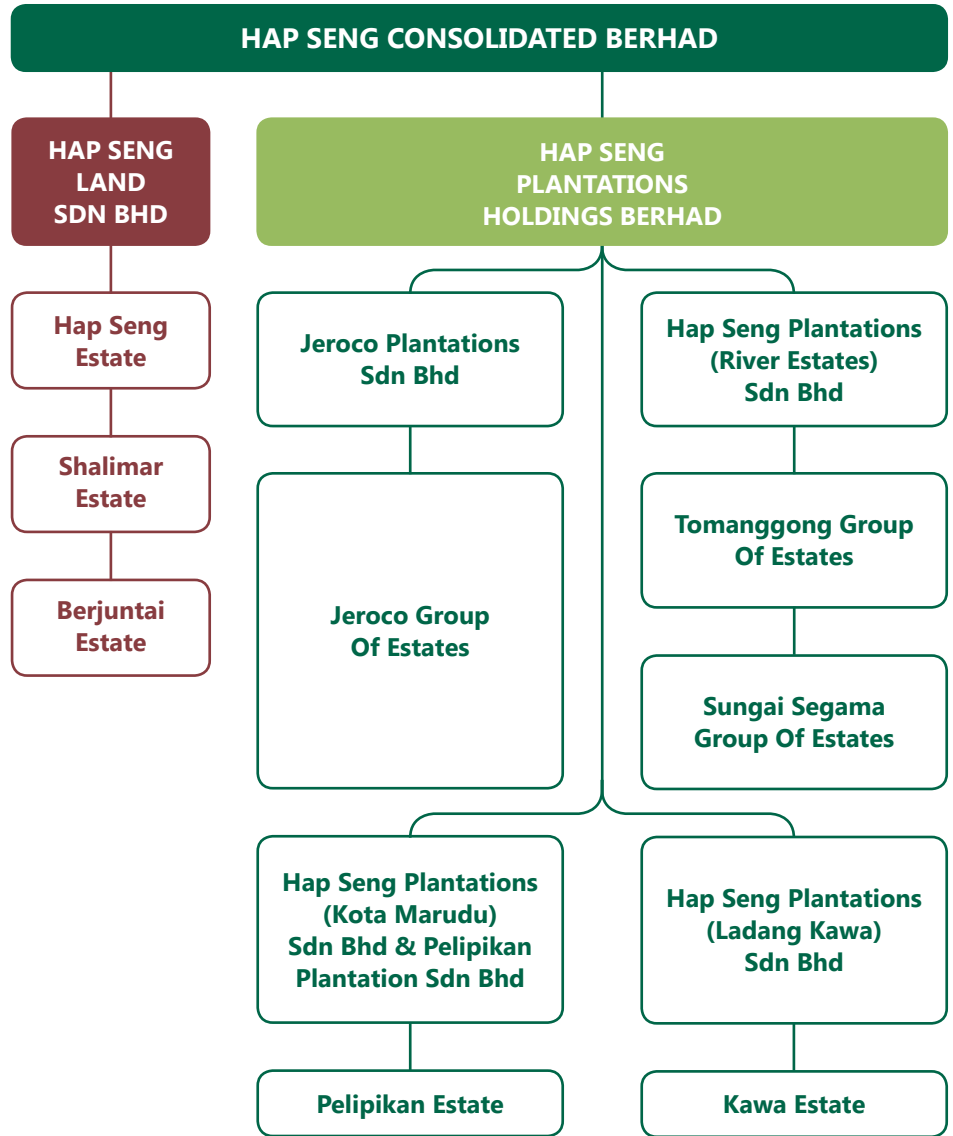 HAP SENG CONSOLIDATED BERHAD
HAP SENG
LAND
SDN BHD
Hap Seng
Estate
Shalimar
Estate
Berjuntai
Estate
HAP SENG
PLANTATIONS
HOLDINGS BERHAD
Jeroco Plantations
Sdn Bhd
Jeroco Group
Of Estates
Hap Seng Plantations
(River Estates)
Sdn Bhd
Tomanggong Group
Of Estates
Sungai Segama
Group Of Estates
Hap Seng Plantations
(Kota Marudu)
Sdn Bhd & Pelipikan
Plantation Sdn Bhd
Pelipikan Estate
Hap Seng Plantations
(Ladang Kawa)
Sdn Bhd
Kawa Estate